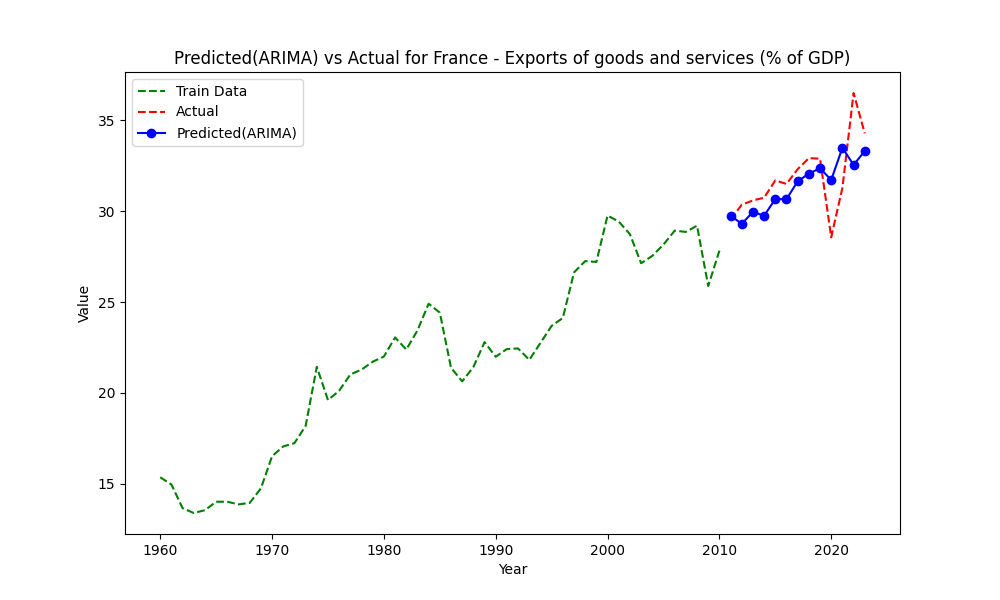 Predicted(ARIMA) vs Actual for France - Exports of goods and services (% of GDP)
Train Data
Actual
Predicted(ARIMA)
35
30
25
20
15
Value
1960 1970 1980 1990 2000 2010 2020
Year